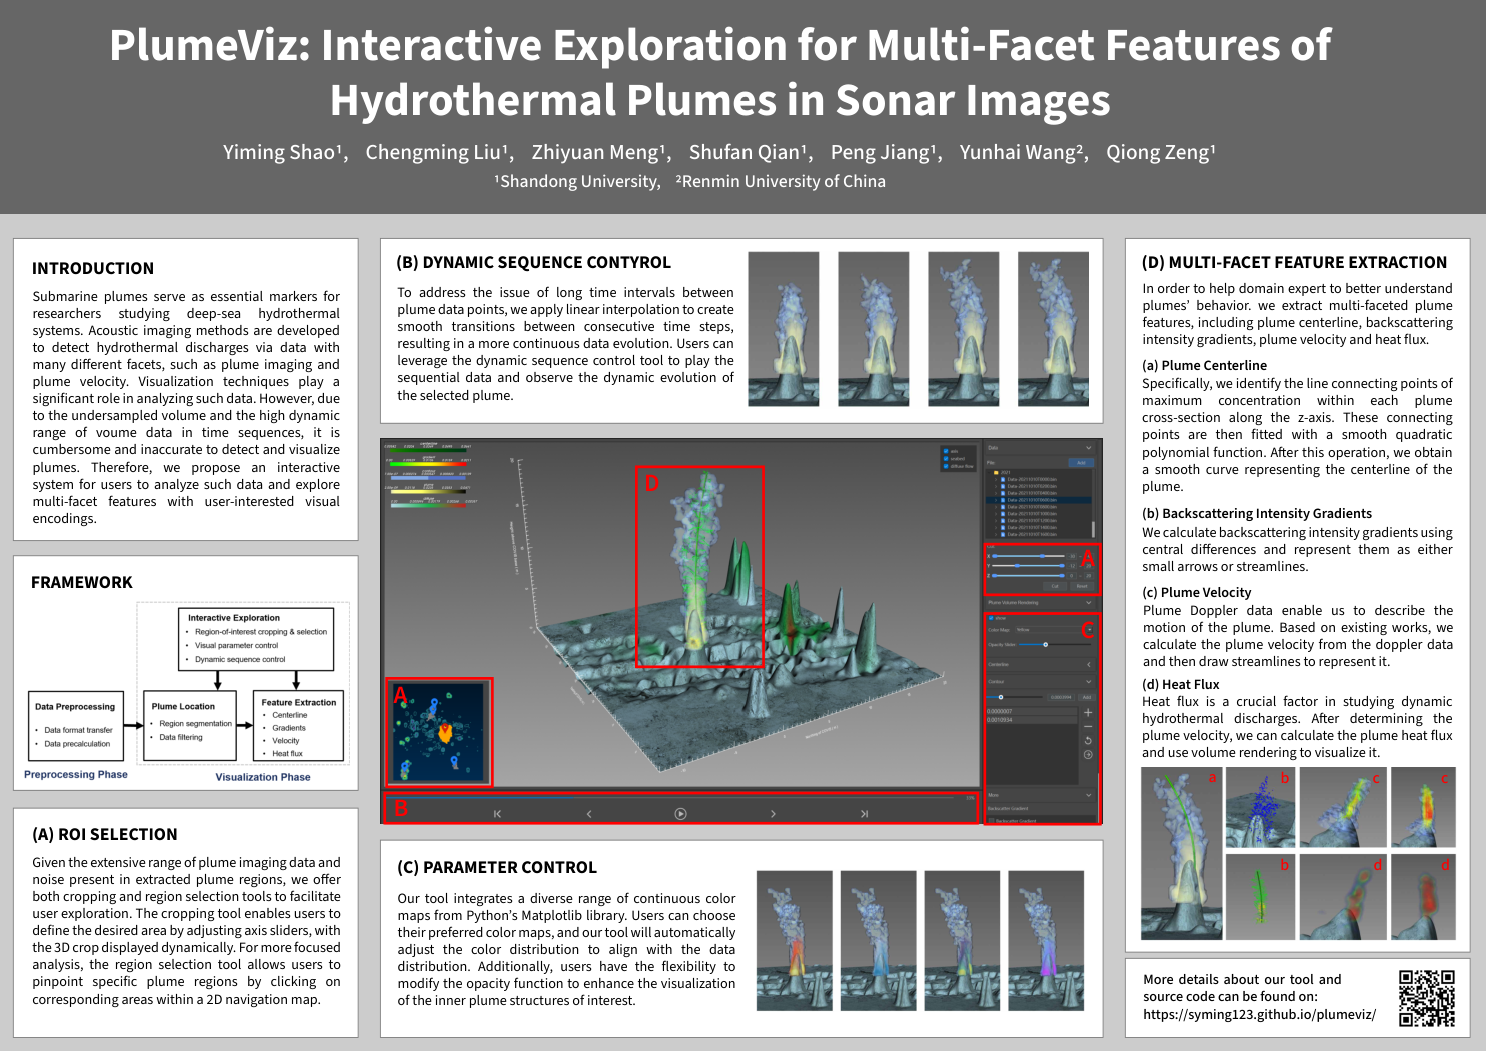 PlumeViz: Interactive Exploration for Multi-Facet Features of
Hydrothermal Plumes in Sonar Images
Yiming Shao¹, Chengming Liu¹, Zhiyuan Meng¹, Shufan Qian¹, Peng Jiang¹, Yunhai Wang², Qiong Zeng¹
¹Shandong University, ²Renmin University of China
INTRODUCTION
Submarine plumes serve as essential markers for
researchers studying deep-sea hydrothermal
systems. Acoustic imaging methods are developed
to detect hydrothermal discharges via data with
many different facets, such as plume imaging and
plume velocity. Visualization techniques play a
significant role in analyzing such data. However, due
to the undersampled volume and the high dynamic
range of voume data in time sequences, it is
cumbersome and inaccurate to detect and visualize
plumes. Therefore, we propose an interactive
system for users to analyze such data and explore
multi-facet features with user-interested visual
encodings.
FRAMEWORK
Interactive Exploration
• Region-of-interest cropping & selection
• Visual parameter control
• Dynamic sequence control
Data Preprocessing
• Data format transfer
• Data precalculation
Plume Location
• Region segmentation
• Data filtering
Feature Extraction
• Centerline
• Gradients
• Velocity
• Heat flux
Preprocessing Phase
Visualization Phase
(A) ROI SELECTION
Given the extensive range of plume imaging data and
noise present in extracted plume regions, we offer
both cropping and region selection tools to facilitate
user exploration. The cropping tool enables users to
define the desired area by adjusting axis sliders, with
the 3D crop displayed dynamically. For more focused
analysis, the region selection tool allows users to
pinpoint specific plume regions by clicking on
corresponding areas within a 2D navigation map.
(B) DYNAMIC SEQUENCE CONTYROL
To address the issue of long time intervals between
plume data points, we apply linear interpolation to create
smooth transitions between consecutive time steps,
resulting in a more continuous data evolution. Users can
leverage the dynamic sequence control tool to play the
sequential data and observe the dynamic evolution of
the selected plume.
D
A
A
C
B
Data
File:
Add
X
Y
Z
Cut
Reset
Plume Volume Rendering
show
Color Map:
Yellow
Opacity
Centerline
Contour
Add
0.0000007
More
Backscatter Gradient
Backscatter Gradient
(C) PARAMETER CONTROL
Our tool integrates a diverse range of continuous color
maps from Python's Matplotlib library. Users can choose
their preferred color maps, and our tool will automatically
adjust the color distribution to align with the data
distribution. Additionally, users have the flexibility to
modify the opacity function to enhance the visualization
of the inner plume structures of interest.
(D) MULTI-FACET FEATURE EXTRACTION
In order to help domain expert to better understand
plumes' behavior. we extract multi-faceted plume
features, including plume centerline, backscattering
intensity gradients, plume velocity and heat flux.
(a) Plume Centerline
Specifically, we identify the line connecting points of
maximum concentration within each plume
cross-section along the z-axis. These connecting
points are then fitted with a smooth quadratic
polynomial function. After this operation, we obtain
a smooth curve representing the centerline of the
plume.
(b) Backscattering Intensity Gradients
We calculate backscattering intensity gradients using
central differences and represent them as either
small arrows or streamlines.
(c) Plume Velocity
Plume Doppler data enable us to describe the
motion of the plume. Based on existing works, we
calculate the plume velocity from the doppler data
and then draw streamlines to represent it.
(d) Heat Flux
Heat flux is a crucial factor in studying dynamic
hydrothermal discharges. After determining the
plume velocity, we can calculate the plume heat flux
and use volume rendering to visualize it.
a b c c
b d d
More details about our tool and
source code can be found on:
https://syming123.github.io/plumeviz/